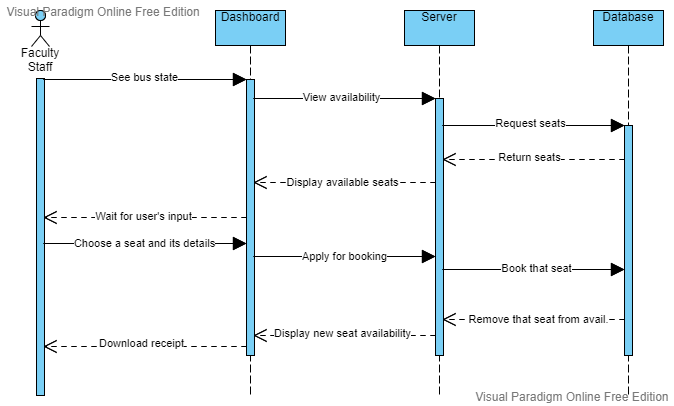 Visual Paradigm Online Free Edition
Dashboard
Server
Database
Faculty
Staff
See bus state
View availability
Request seats
Return seats
Display available seats
Wait for user's input
Choose a seat and its details
Apply for booking
Book that seat
Remove that seat from avail.
Display new seat availability
Download receipt
Visual Paradigm Online Free Edition